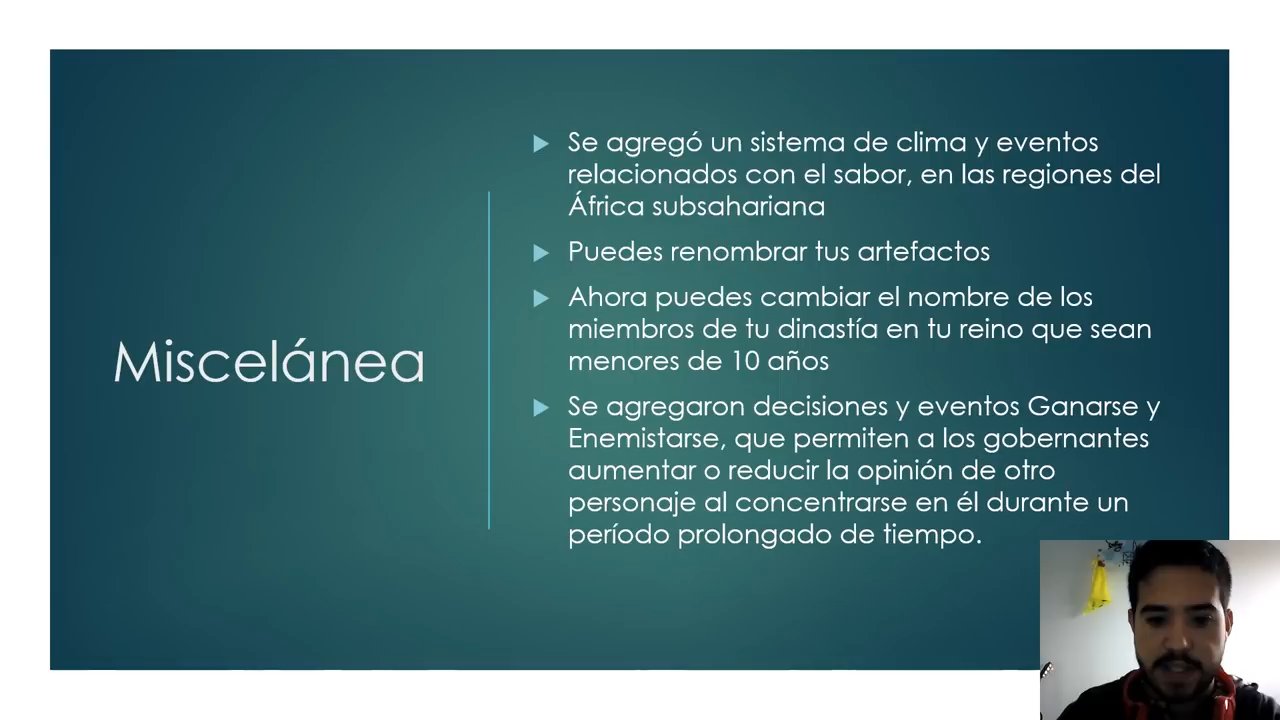 Miscelánea
Se agregó un sistema de clima y eventos
relacionados con el sabor, en las regiones del
África subsahariana
Puedes renombrar tus artefactos
Ahora puedes cambiar el nombre de los
miembros de tu dinastía en tu reino que sean
menores de 10 años
Se agregaron decisiones y eventos Ganarse y
Enemistarse, que permiten a los gobernantes
aumentar o reducir la opinión de otro
personaje al concentrarse en él durante un
período prolongado de tiempo.